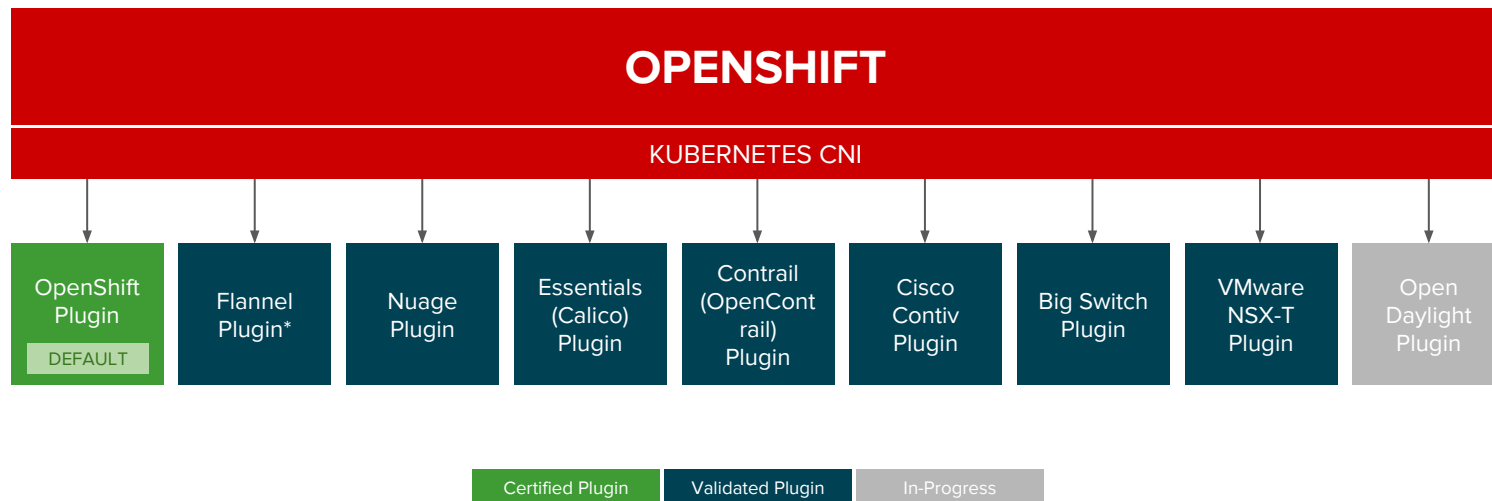 OPENSHIFT
KUBERNETES CNI
OpenShift
Plugin
DEFAULT
Flannel
Plugin*
Nuage
Plugin
Essentials
(Calico)
Plugin
Contrail
(OpenCont
rail)
Plugin
Cisco
Contiv
Plugin
Big Switch
Plugin
VMware
NSX-T
Plugin
Open
Daylight
Plugin
Certified Plugin
Validated Plugin
In-Progress